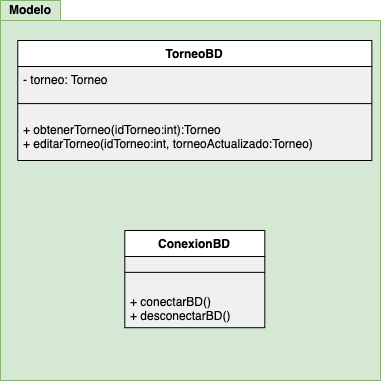 Modelo
TorneoBD
- torneo: Torneo
+ obtenerTorneo(idTorneo:int):Torneo
+ editarTorneo(idTorneo:int, torneoActualizado:Torneo)
ConexionBD
+ conectarBD()
+ desconectarBD()